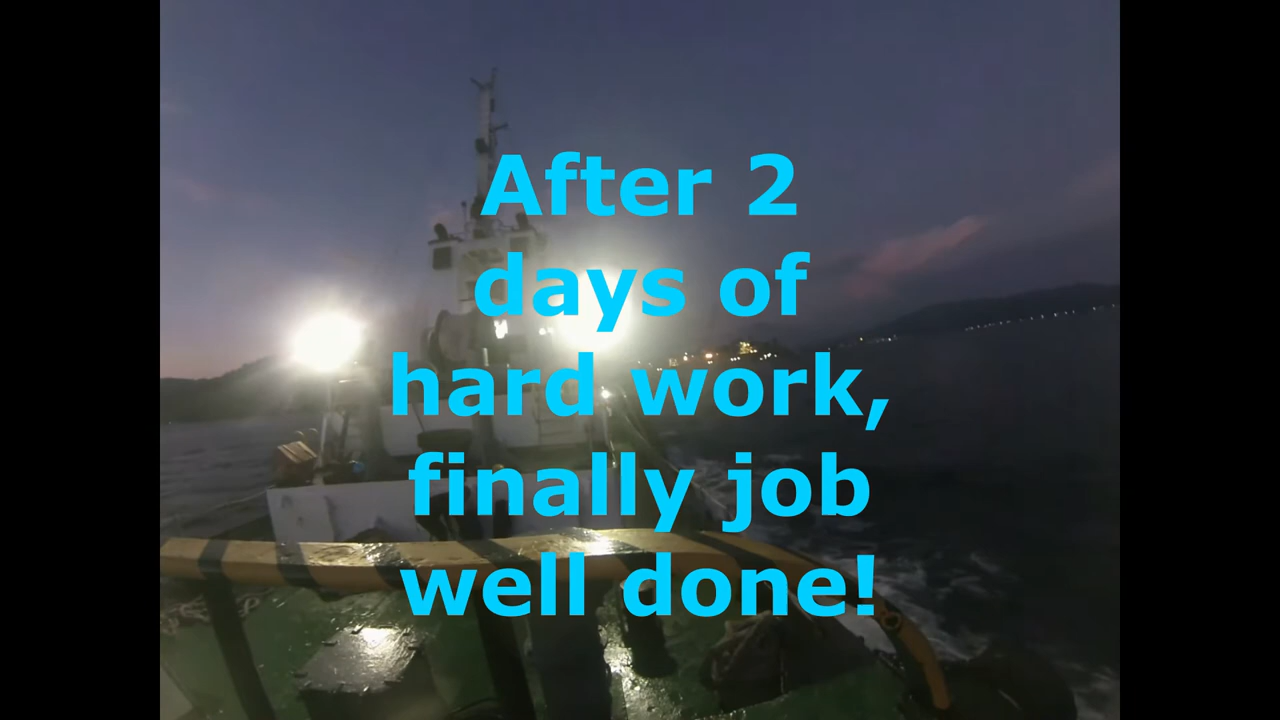 After 2
days of
hard work,
finally job
well done!